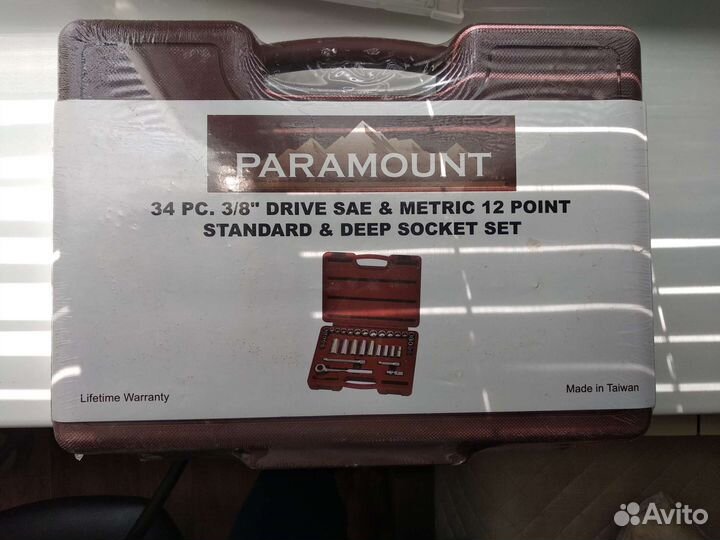 PARAMOUNT
34 PC. 3/8" DRIVE SAE & METRIC 12 POINT
STANDARD & DEEP SOCKET SET
Lifetime Warranty
Made in Taiwan
Avito